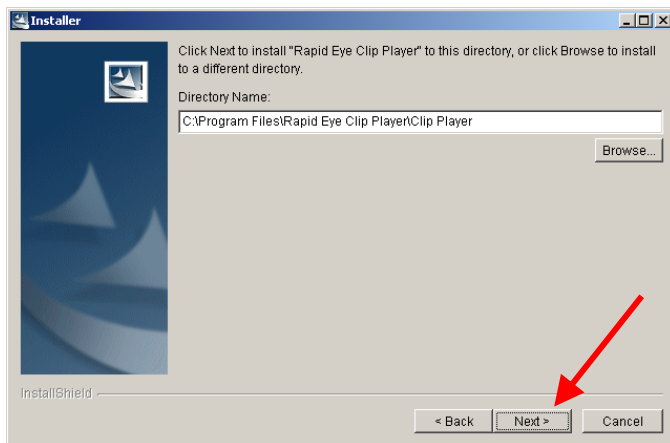 Installer
Click Next to install "Rapid Eye Clip Player" to this directory, or click Browse to install
to a different directory.
Directory Name:
C:\Program Files\Rapid Eye Clip Player\Clip Player
Browse...
InstallShield
< Back
Next >
Cancel